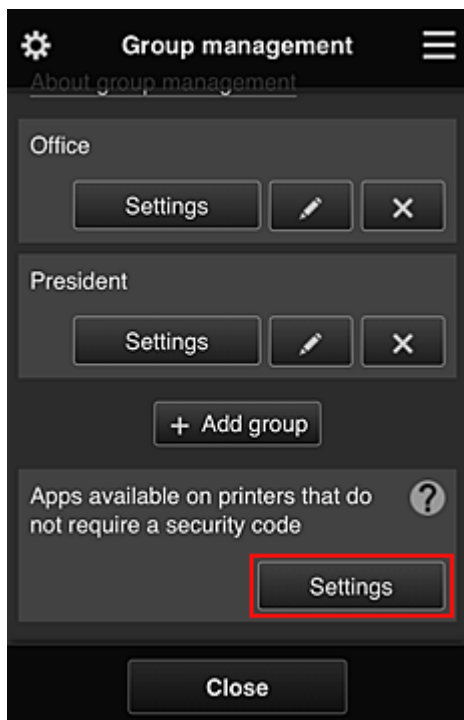 Group management
About group management
Office
Settings
President
Settings
+ Add group
Apps available on printers that do
not require a security code
?
Settings
Close